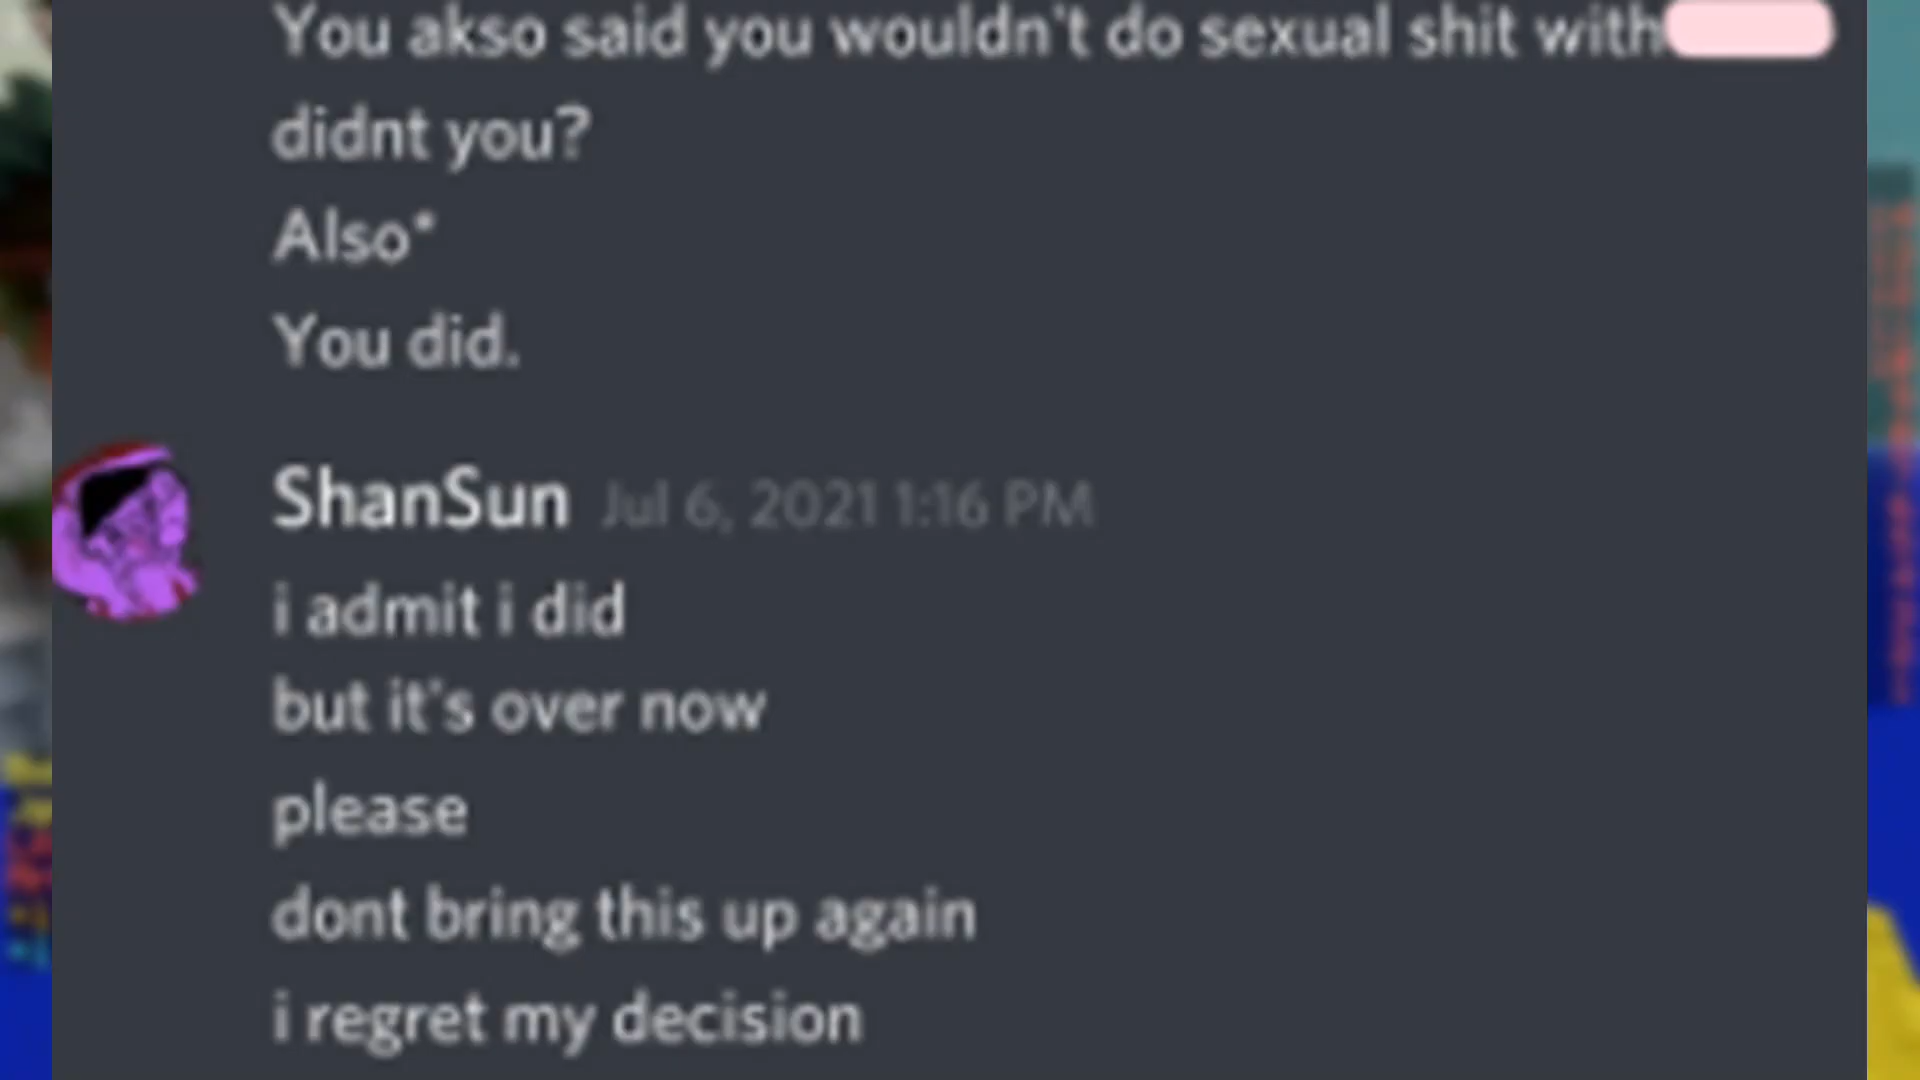 You akso said you wouldn't do sexual shit with
didnt you?
Also*
You did.
ShanSun Jul 6, 2021 1:16 PM
i admit i did
but it's over now
please
dont bring this up again
i regret my decision